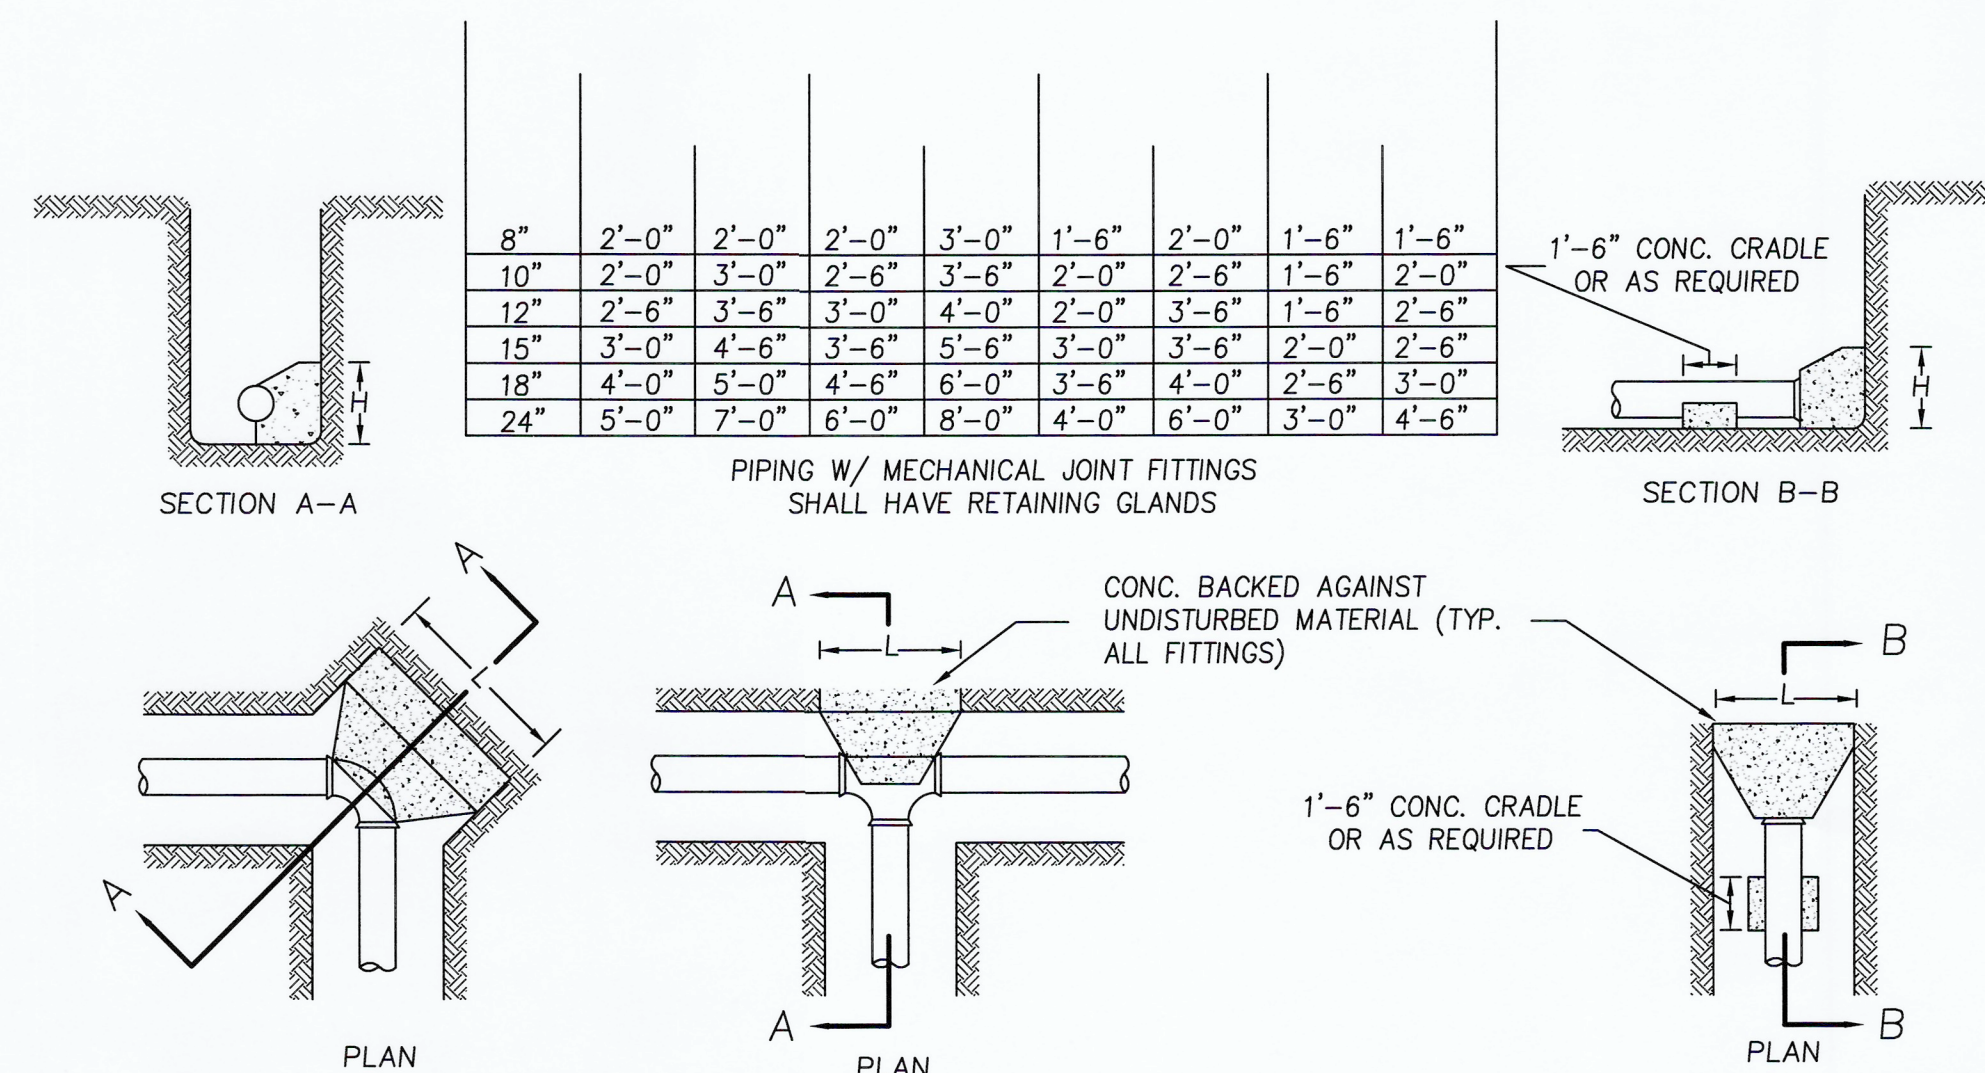 8" 2'-0" 2'-0" 2'-0" 3'-0" 1'-6" 2'-0" 1'-6" 1'-6"
10" 2'-0" 3'-0" 2'-6" 3'-6" 2'-0" 2'-6" 1'-6" 2'-0"
12" 2'-6" 3'-6" 3'-0" 4'-0" 2'-0" 3'-6" 1'-6" 2'-6"
15" 3'-0" 4'-6" 3'-6" 5'-6" 3'-0" 3'-6" 2'-0" 2'-6"
18" 4'-0" 5'-0" 4'-6" 6'-0" 3'-6" 4'-0" 2'-6" 3'-0"
24" 5'-0" 7'-0" 6'-0" 8'-0" 4'-0" 6'-0" 3'-0" 4'-6"
PIPING W/ MECHANICAL JOINT FITTINGS
SHALL HAVE RETAINING GLANDS
H
SECTION A-A
1'-6" CONC. CRADLE
OR AS REQUIRED
H
SECTION B-B
A
L
A
PLAN
A
L
A
PLAN
CONC. BACKED AGAINST
UNDISTURBED MATERIAL (TYP.
ALL FITTINGS)
B
L
1'-6" CONC. CRADLE
OR AS REQUIRED
B
PLAN